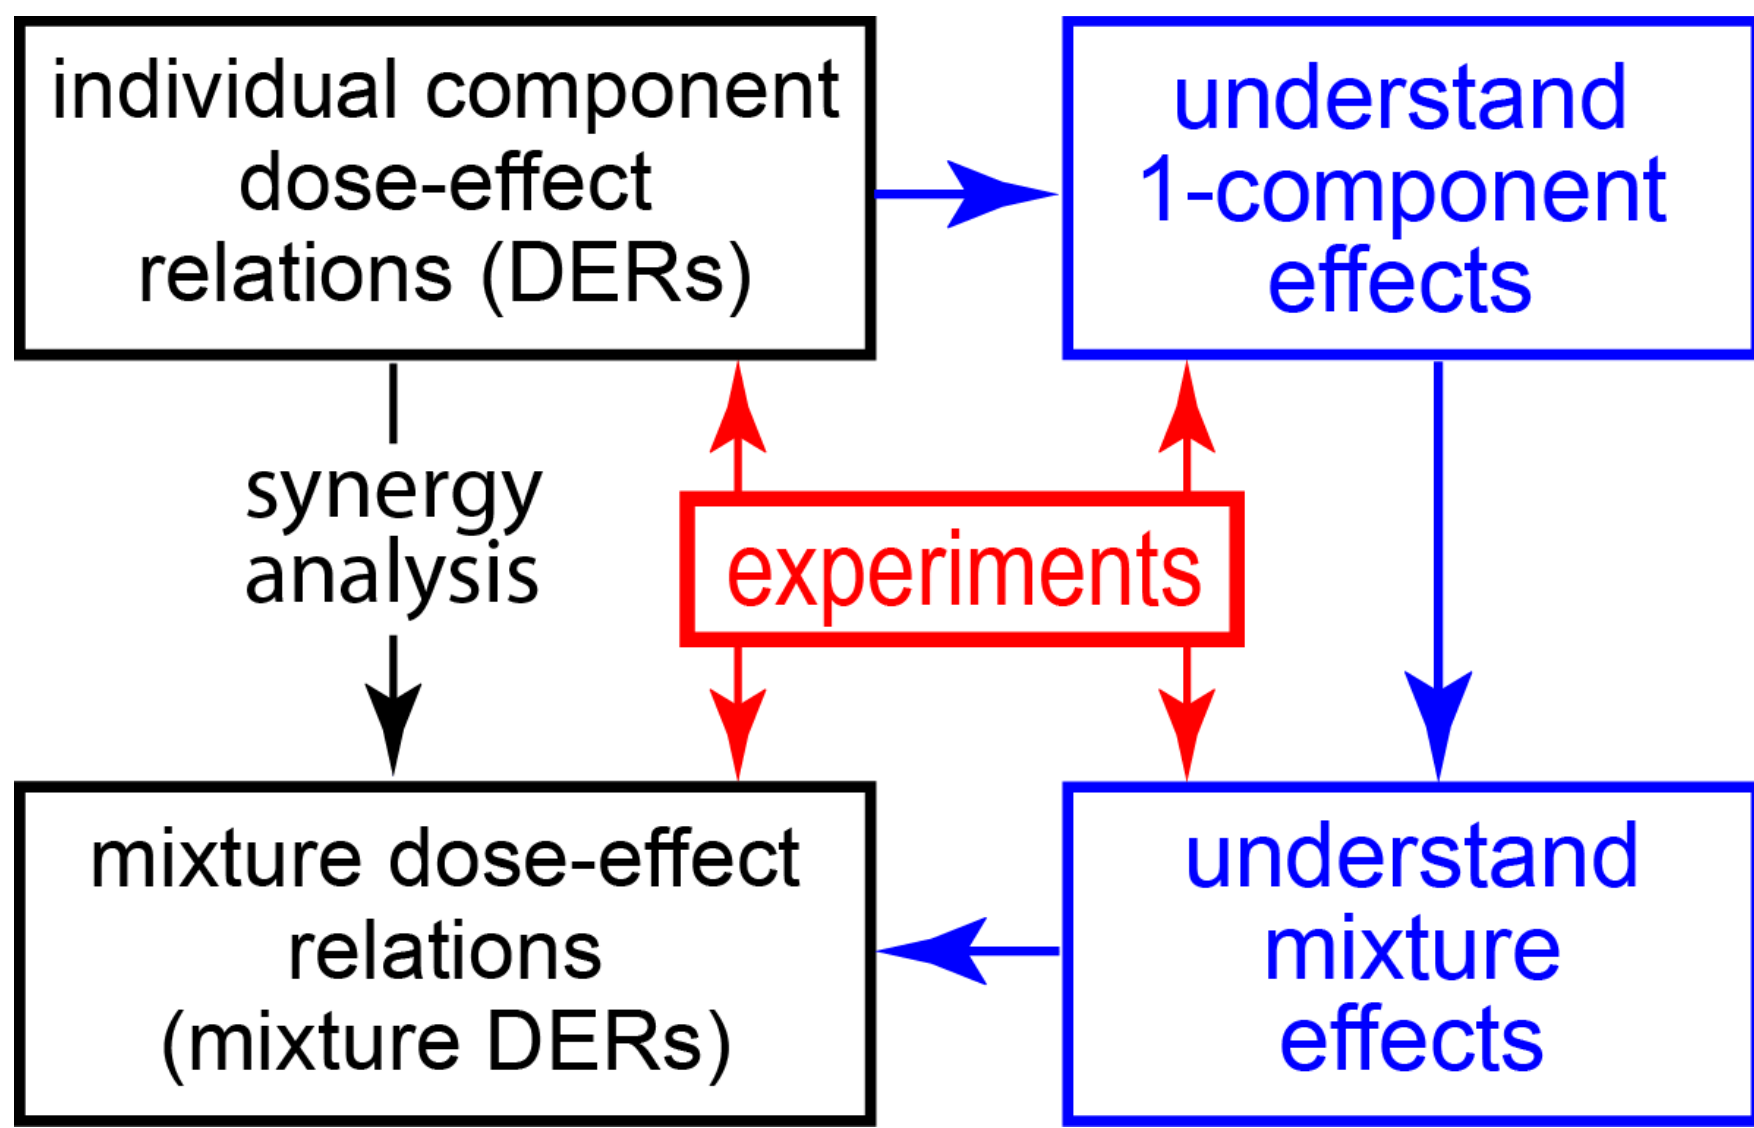 individual component
dose-effect
relations (DERs)
understand
1-component
effects
synergy
analysis
experiments
mixture dose-effect
relations
(mixture DERs)
understand
mixture
effects